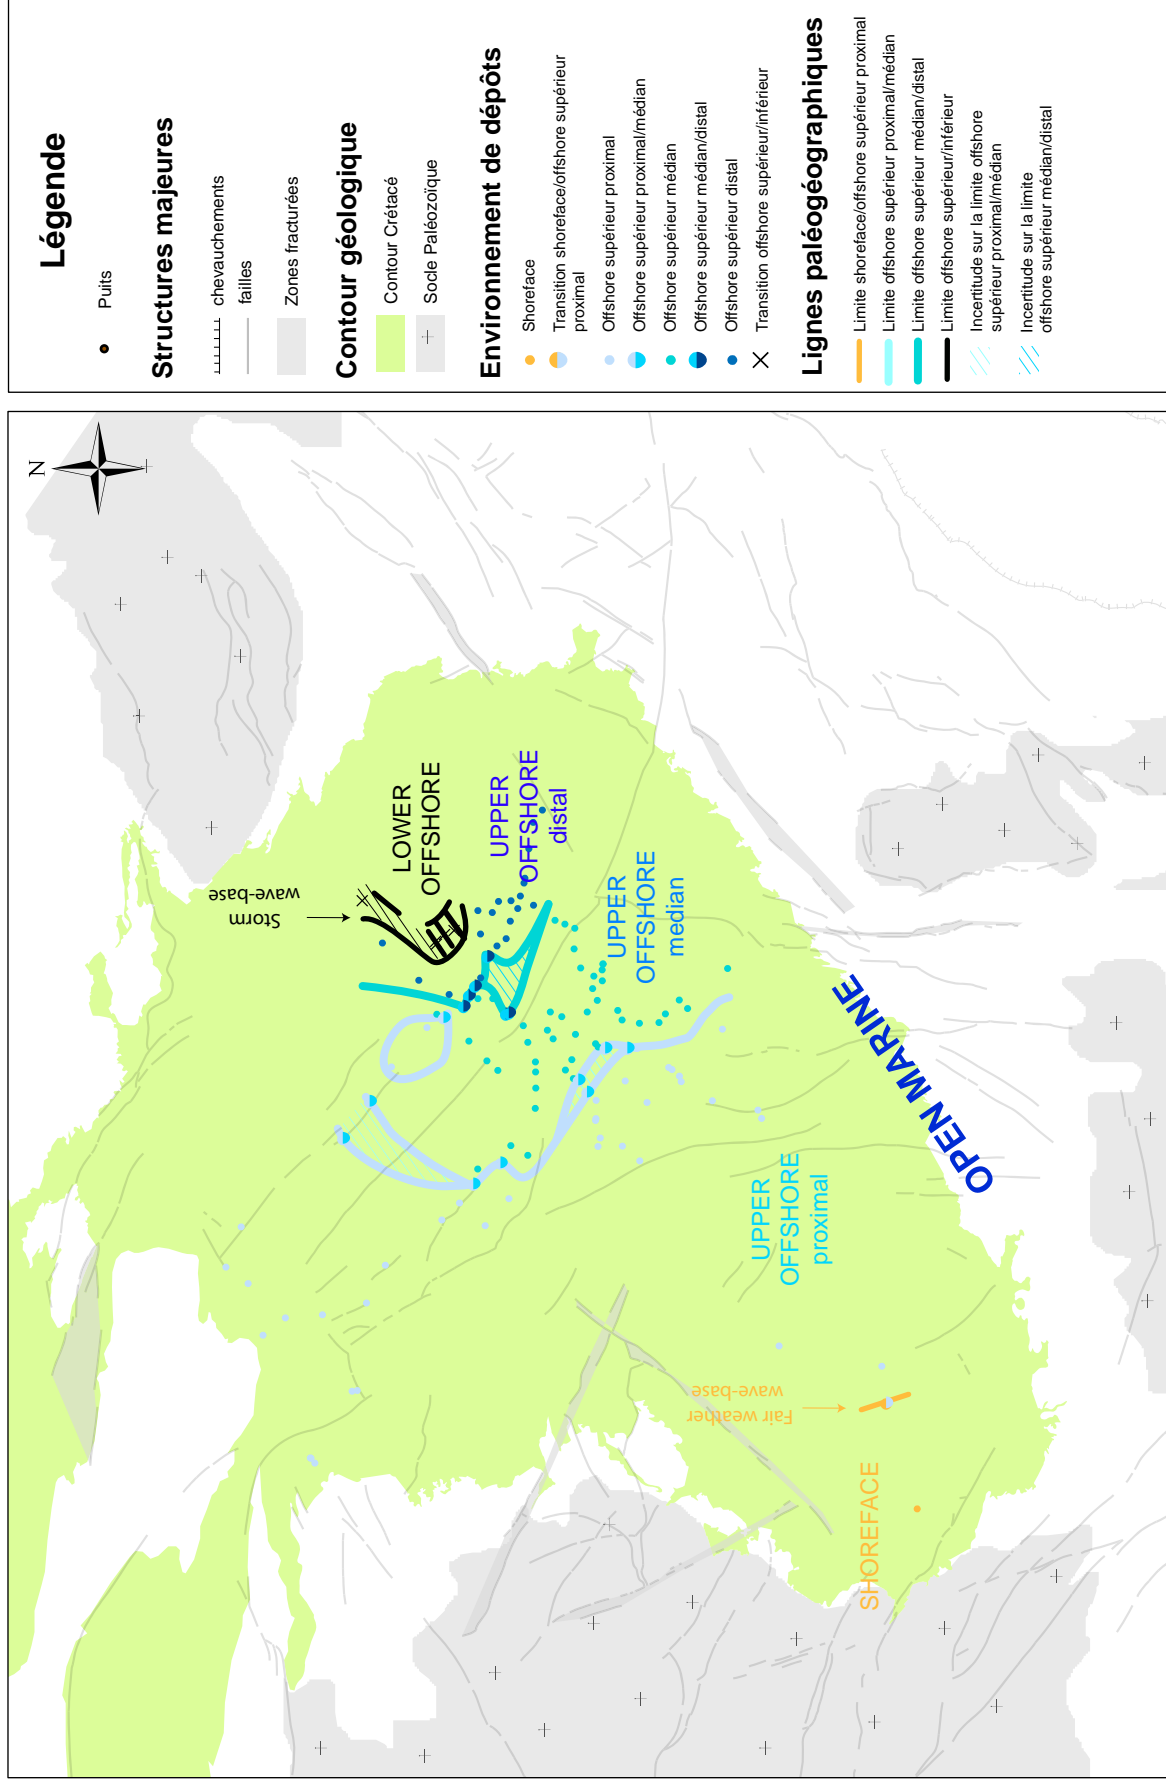 N
Storm
wave-base
LOWER
OFFSHORE
UPPER
OFFSHORE
distal
UPPER
OFFSHORE
median
OPEN MARINE
UPPER
OFFSHORE
proximal
Fair weather
wave-base
SHOREFACE
Légende
Puits
Structures majeures
chevauchements
failles
Zones fracturées
Contour géologique
Contour Crétacé
Socle Paléozoïque
Environnement de dépôts
Shoreface
Transition shoreface/offshore supérieur
proximal
Offshore supérieur proximal
Offshore supérieur proximal/médian
Offshore supérieur médian
Offshore supérieur médian/distal
Offshore supérieur distal
Transition offshore supérieur/inférieur
Lignes paléogéographiques
Limite shoreface/offshore supérieur proximal
Limite offshore supérieur proximal/médian
Limite offshore supérieur médian/distal
Limite offshore supérieur/inférieur
Incertitude sur la limite offshore
supérieur proximal/médian
Incertitude sur la limite
offshore supérieur médian/distal